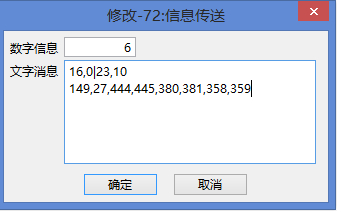 修改-72:信息传送
数字信息 6
文字消息 16,0|23,10
149,27,444,445,380,381,358,359
确定 取消